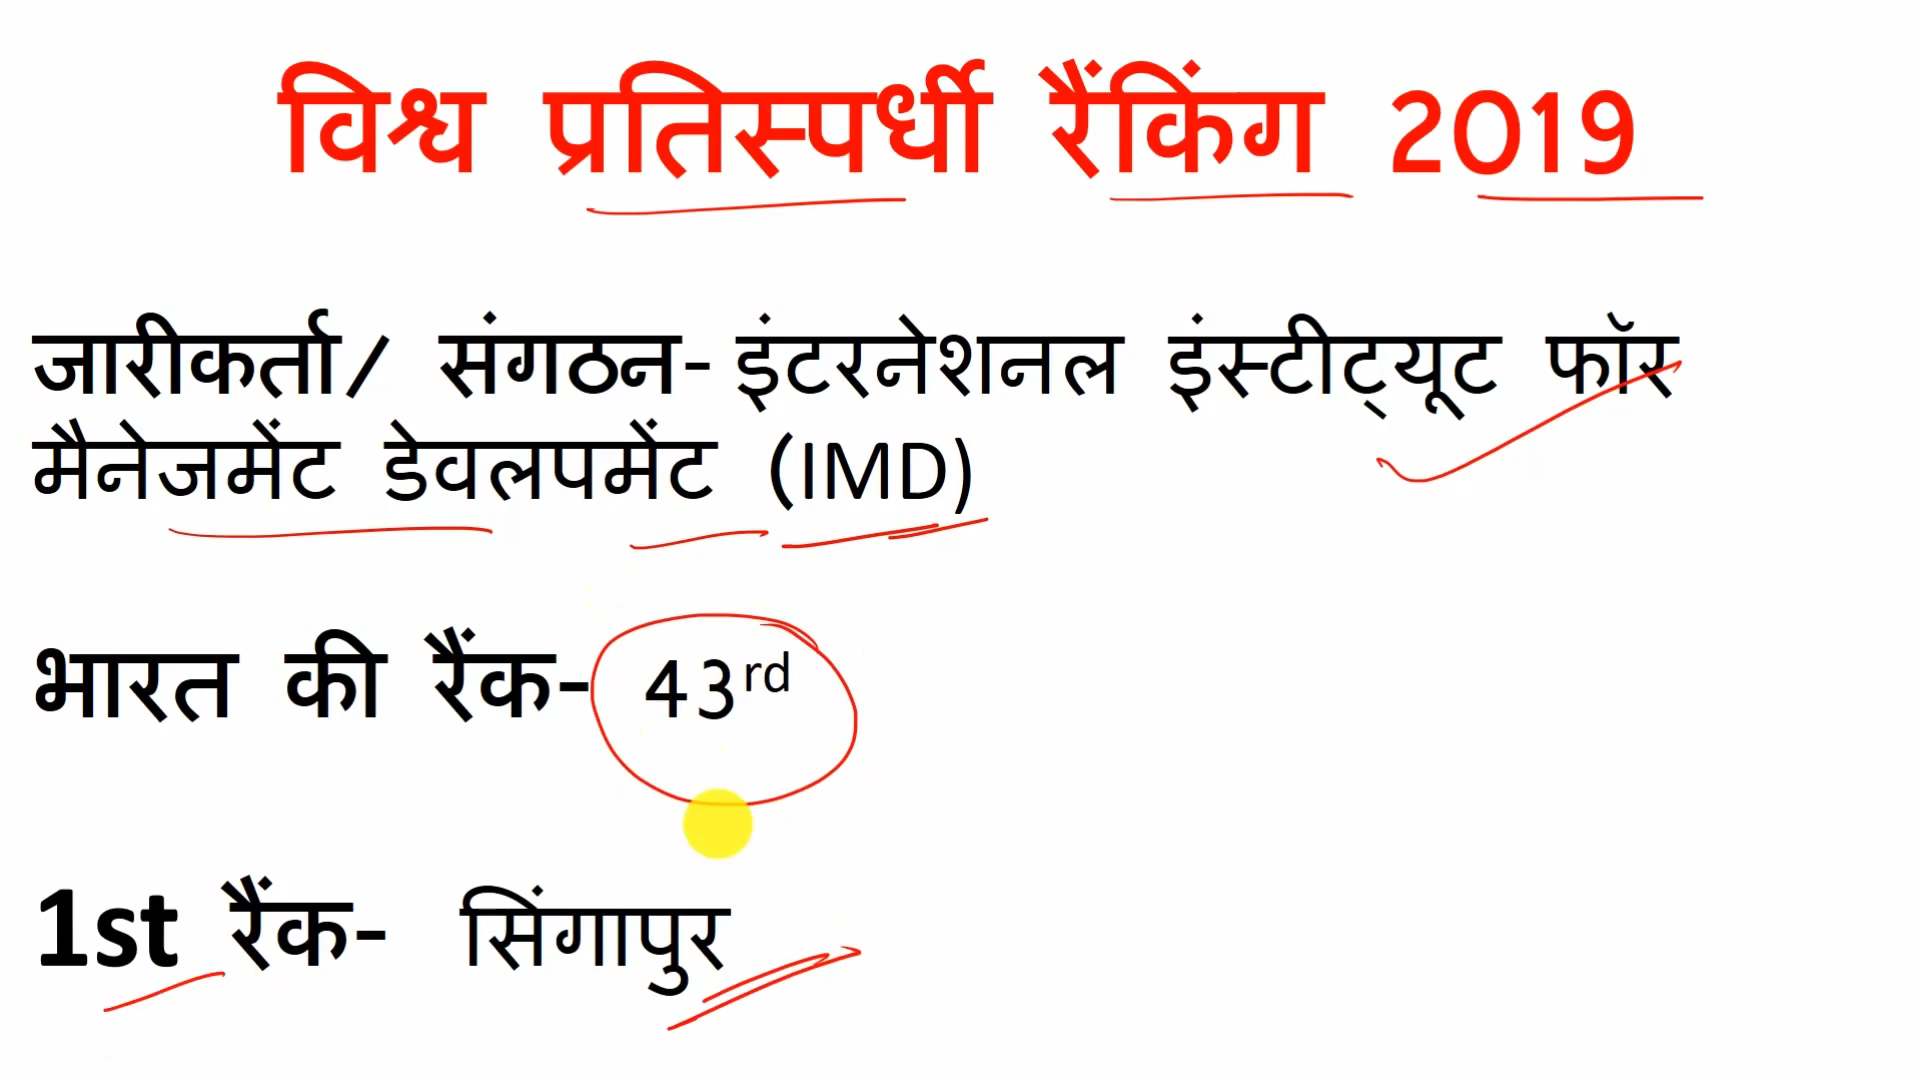 विश्व प्रतिस्पर्धी रैंकिंग 2019
जारीकर्ता/ संगठन- इंटरनेशनल इंस्टीट्यूट फॉर
मैनेजमेंट डेवलपमेंट (IMD)
भारत की रैंक- 43rd
1st रैंक- सिंगापुर